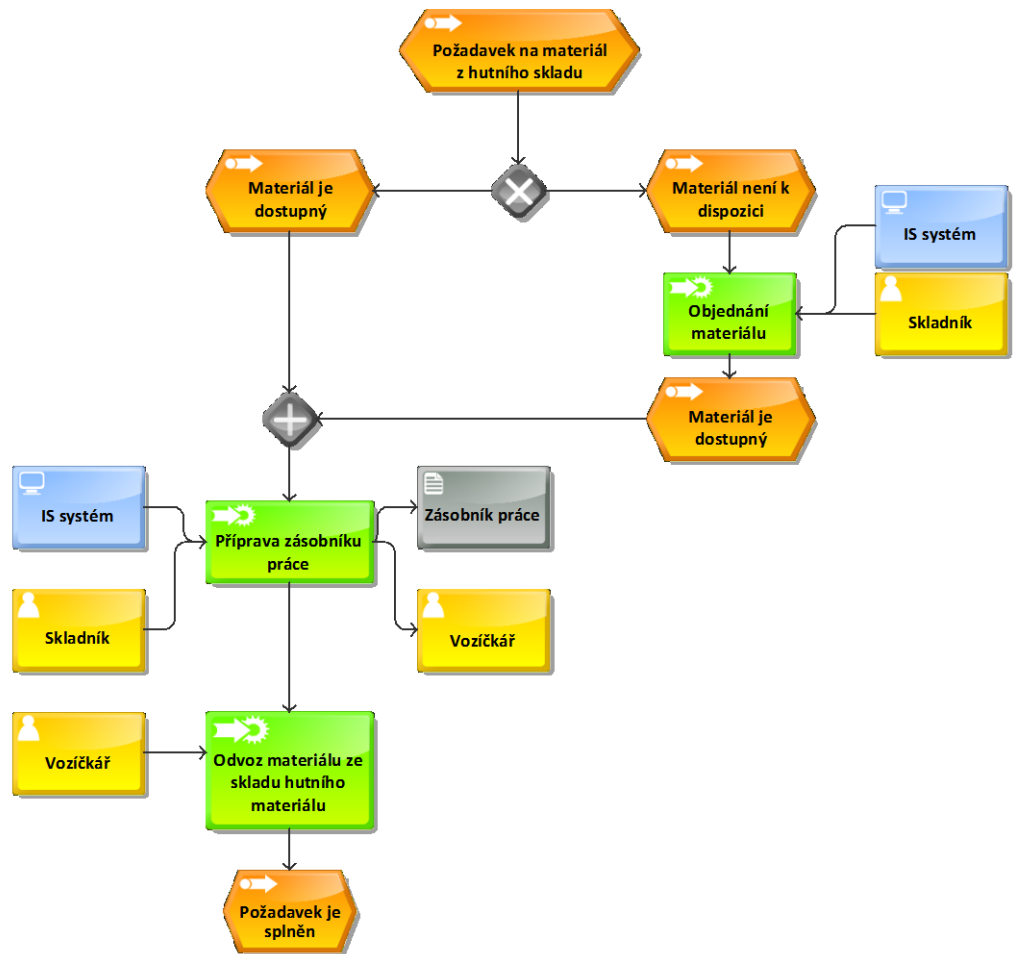 Požadavek na materiál
z hutního skladu
Materiál je
dostupný
Materiál není k
dispozici
IS systém
Objednání
materiálu
Skladník
Materiál je
dostupný
IS systém
Zásobník práce
Příprava zásobníku
práce
Skladník
Vozíčkář
Vozíčkář
Odvoz materiálu ze
skladu hutního
materiálu
Požadavek je
splněn